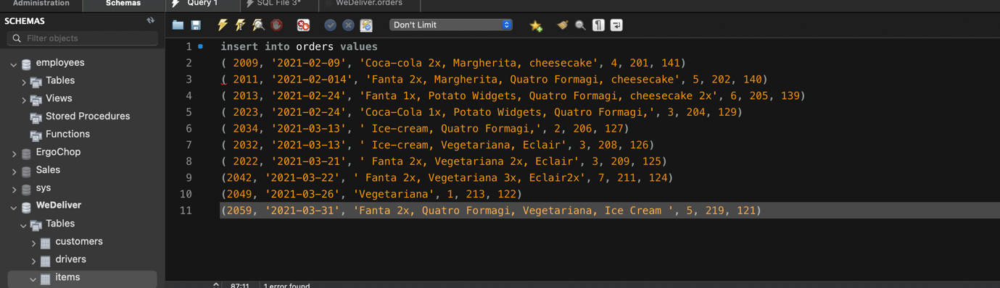 Administration
Schemas
Query 1
SQL File 3*
WeDeliver.orders
SCHEMAS
Filter objects
Don't Limit
employees
Tables
Views
Stored Procedures
Functions
ErgoChop
Sales
sys
WeDeliver
Tables
customers
drivers
items
1 insert into orders values
2 ( 2009, '2021-02-09', 'Coca-cola 2x, Margherita, cheesecake', 4, 201, 141)
3 ( 2011, '2021-02-014', 'Fanta 2x, Margherita, Quatro Formagi, cheesecake', 5, 202, 140)
4 ( 2013, '2021-02-24', 'Fanta 1x, Potato Widgets, Quatro Formagi, cheesecake 2x', 6, 205, 139)
5 ( 2023, '2021-02-24', 'Coca-Cola 1x, Potato Widgets, Quatro Formagi,', 3, 204, 129)
6 ( 2034, '2021-03-13', ' Ice-cream, Quatro Formagi,', 2, 206, 127)
7 ( 2032, '2021-03-13', ' Ice-cream, Vegetariana, Eclair', 3, 208, 126)
8 ( 2022, '2021-03-21', ' Fanta 2x, Vegetariana 2x, Eclair', 3, 209, 125)
9 (2042, '2021-03-22', ' Fanta 2x, Vegetariana 3x, Eclair2x', 7, 211, 124)
10 (2049, '2021-03-26', 'Vegetariana', 1, 213, 122)
11 (2059, '2021-03-31', 'Fanta 2x, Quatro Formagi, Vegetariana, Ice Cream ', 5, 219, 121)
87:11 1 error found